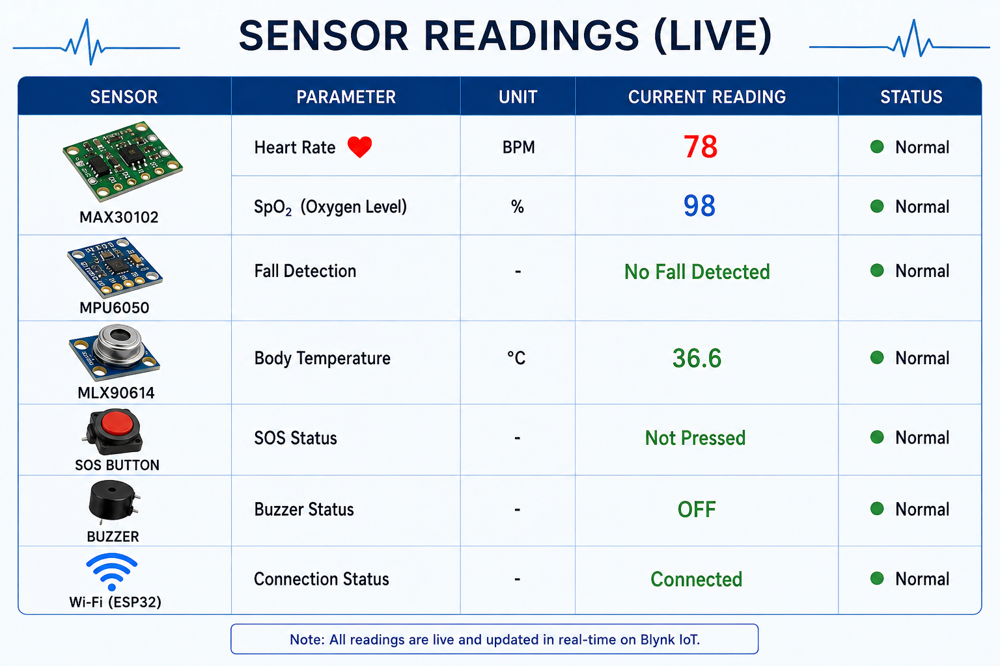 SENSOR READINGS (LIVE)
SENSOR PARAMETER UNIT CURRENT READING STATUS
MAX30102
Heart Rate BPM 78 Normal
SpO₂ (Oxygen Level) % 98 Normal
MPU6050
Fall Detection - No Fall Detected Normal
MLX90614
Body Temperature °C 36.6 Normal
SOS BUTTON
SOS Status - Not Pressed Normal
BUZZER
Buzzer Status - OFF Normal
Wi-Fi (ESP32)
Connection Status - Connected Normal
Note: All readings are live and updated in real-time on Blynk IoT.